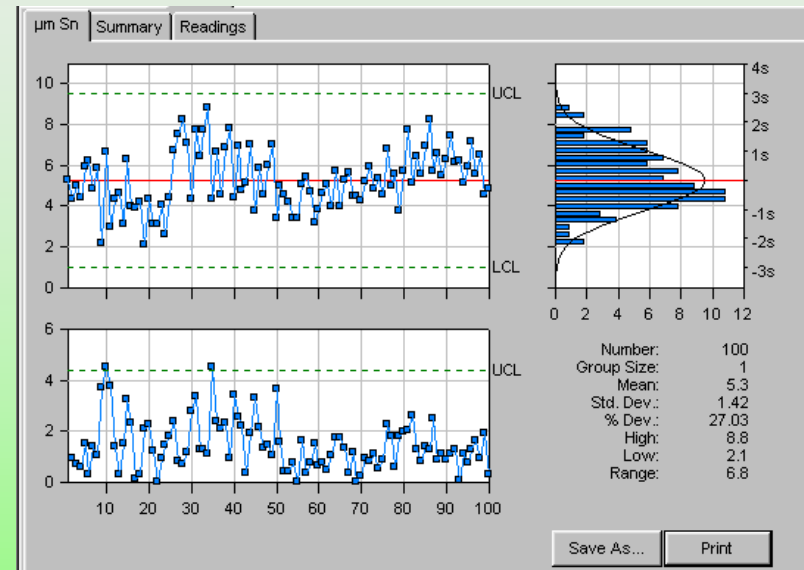 µm Sn Summary Readings
10
8
6
4
2
0
UCL
LCL
4s
3s
2s
1s
-1s
-2s
-3s
0 2 4 6 8 10 12
6
4
2
0
UCL
10 20 30 40 50 60 70 80 90 100
Number: 100
Group Size: 1
Mean: 5.3
Std. Dev.: 1.42
% Dev.: 27.03
High: 8.8
Low: 2.1
Range: 6.8
Save As... Print